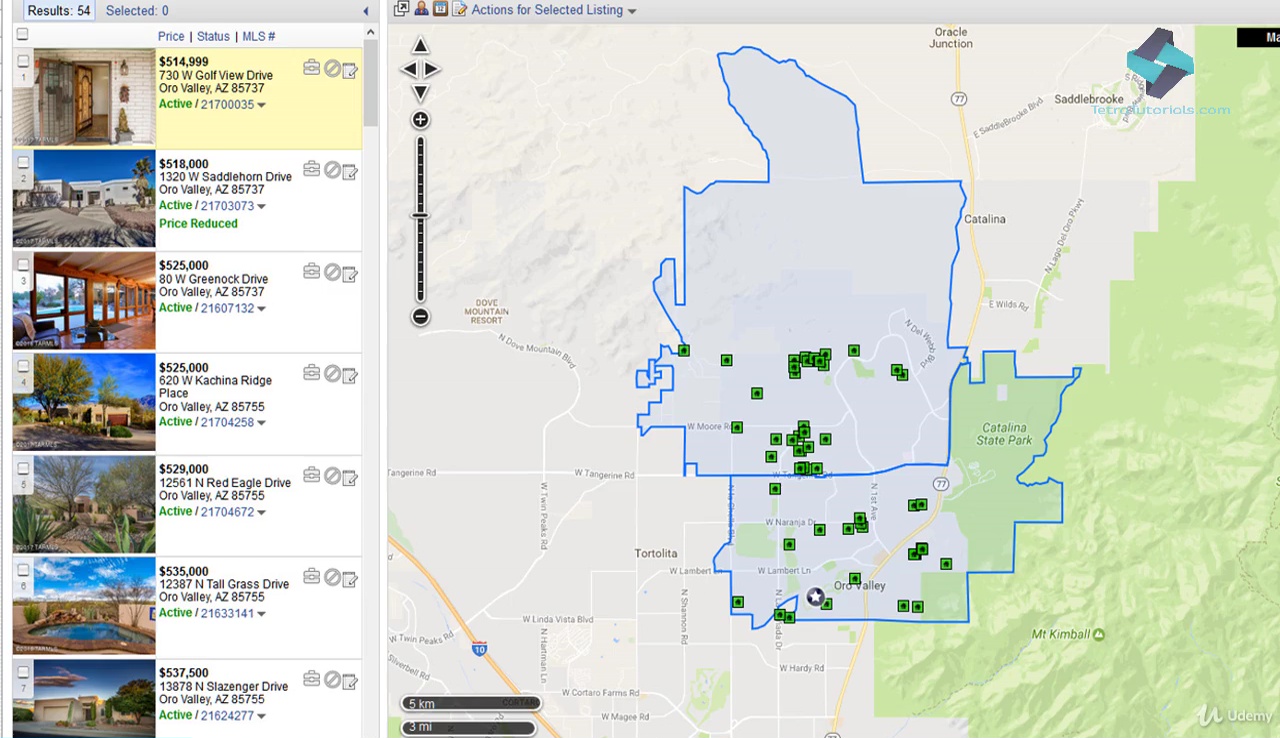 Results: 54
Selected: 0
Actions for Selected Listing
Price | Status | MLS #
1
$514,999
730 W Golf View Drive
Oro Valley, AZ 85737
Active / 21700035
2
$518,000
1320 W Saddlehorn Drive
Oro Valley, AZ 85737
Active / 21703073
Price Reduced
3
$525,000
80 W Greenock Drive
Oro Valley, AZ 85737
Active / 21607132
4
$525,000
620 W Kachina Ridge
Place
Oro Valley, AZ 85755
Active / 21704258
5
$529,000
12561 N Red Eagle Drive
Oro Valley, AZ 85755
Active / 21704672
6
$535,000
12387 N Tall Grass Drive
Oro Valley, AZ 85755
Active / 21633141
7
$537,500
13878 N Slazenger Drive
Oro Valley, AZ 85755
Active / 21624277
Oracle
Junction
Ma
77
Saddlebrooke
TetraTutorials.com
E SaddleBrooke Blvd
Catalina
N Lago Del Oro Pkwy
E Wilds Rd
DOVE
MOUNTAIN
RESORT
N Dove Mountain Blvd
N Del Webb Blvd
W Moore Rd
Catalina
State Park
Tangerine Rd
W Tangerine Rd
77
N 1st Ave
W Twin Peaks Rd
W Naranja Dr
Tortolita
W Lambert Ln
W Lambert Ln
Oro Valley
N Shannon Rd
W Linda Vista Blvd
N Hartman Ln
W Twin Peaks Rd
10
Silverbell Rd
Mt Kimball
W Hardy Rd
W Cortaro Farms Rd
W Magee Rd
5 km
3 mi
Udemy